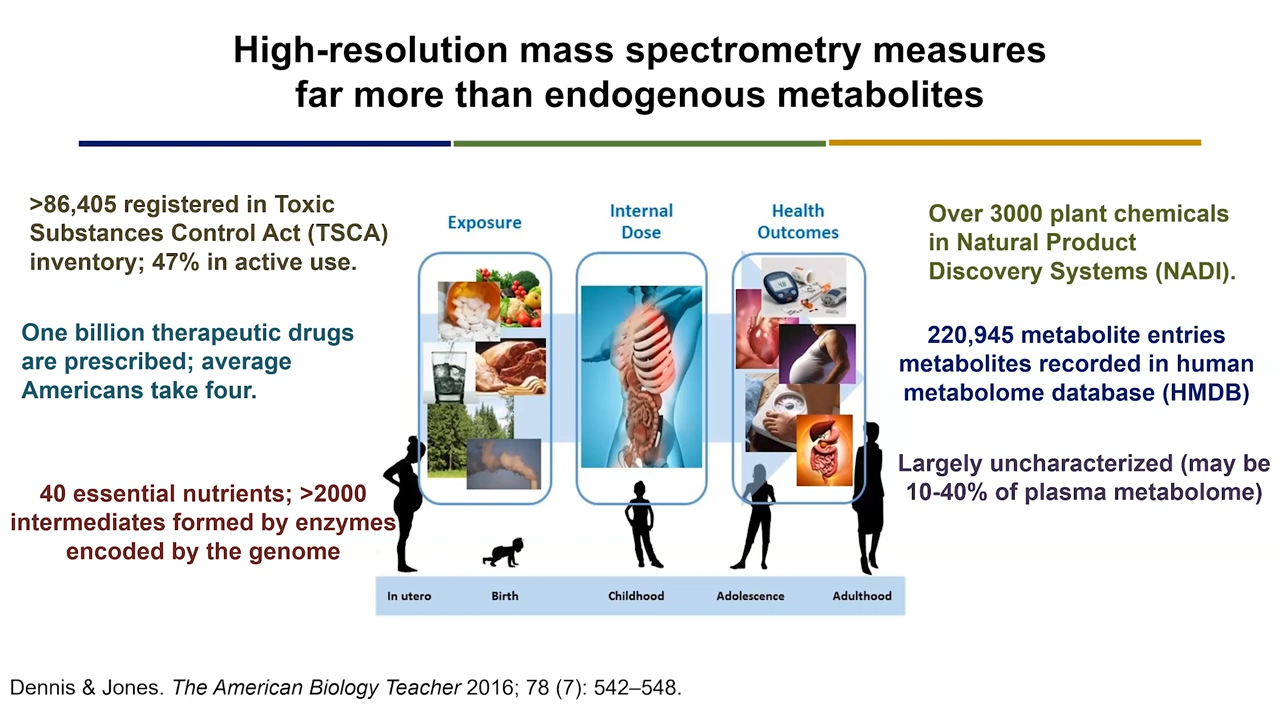 High-resolution mass spectrometry measures
far more than endogenous metabolites
>86,405 registered in Toxic
Substances Control Act (TSCA)
inventory; 47% in active use.
One billion therapeutic drugs
are prescribed; average
Americans take four.
40 essential nutrients; >2000
intermediates formed by enzymes
encoded by the genome
Exposure
Internal
Dose
Health
Outcomes
In utero
Birth
Childhood
Adolescence
Adulthood
Over 3000 plant chemicals
in Natural Product
Discovery Systems (NADI).
220,945 metabolite entries
metabolites recorded in human
metabolome database (HMDB)
Largely uncharacterized (may be
10-40% of plasma metabolome)
Dennis & Jones. The American Biology Teacher 2016; 78 (7): 542–548.